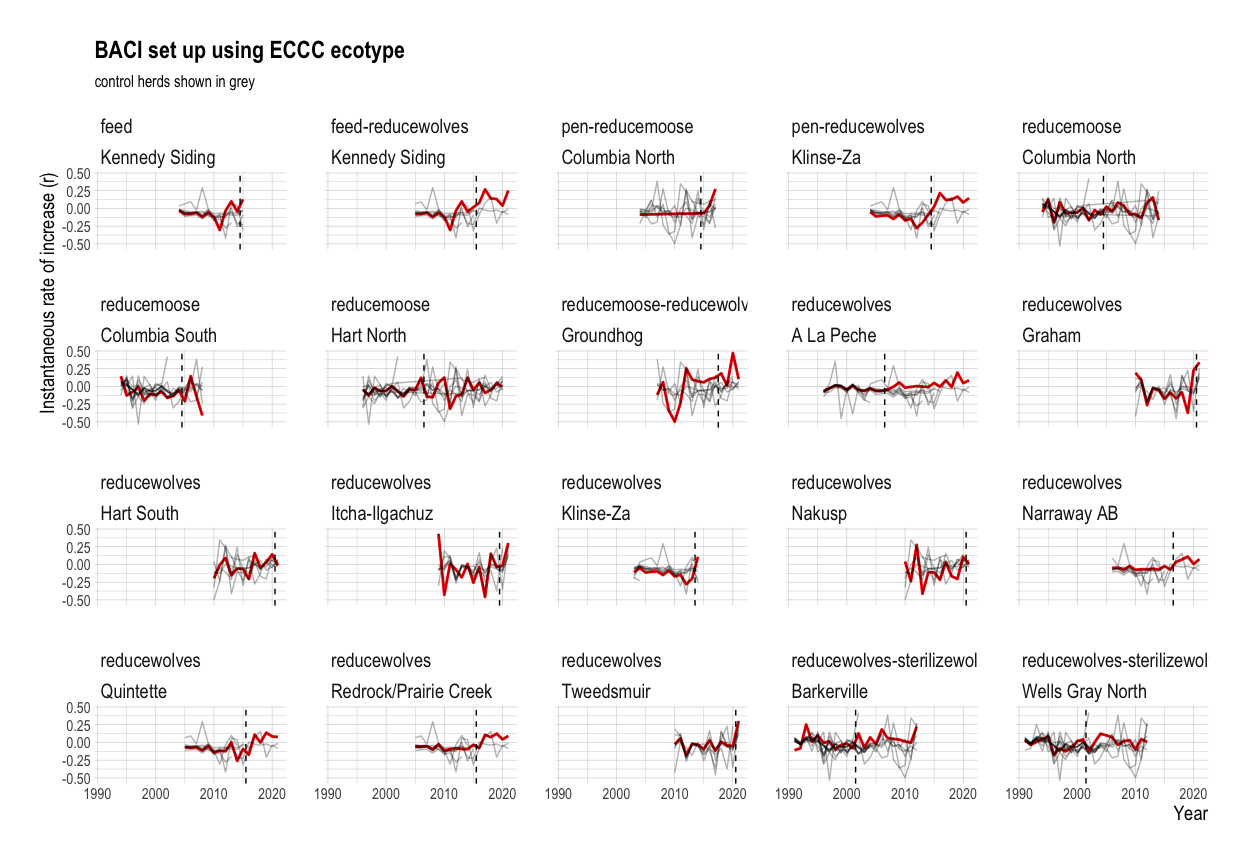 BACI set up using ECCC ecotype
control herds shown in grey
feed
feed-reducewolves
pen-reducemoose
pen-reducewolves
reducemoose
Kennedy Siding
Kennedy Siding
Columbia North
Klinse-Za
Columbia North
Instantaneous rate of increase (r)
0.50
0.25
0.00
-0.25
-0.50
reducemoose
reducemoose
reducemoose-reducewolv
reducewolves
reducewolves
Columbia South
Hart North
Groundhog
A La Peche
Graham
0.50
0.25
0.00
-0.25
-0.50
reducewolves
reducewolves
reducewolves
reducewolves
reducewolves
Hart South
Itcha-Ilgachuz
Klinse-Za
Nakusp
Narraway AB
0.50
0.25
0.00
-0.25
-0.50
reducewolves
reducewolves
reducewolves
reducewolves-sterilizewol
reducewolves-sterilizewol
Quintette
Redrock/Prairie Creek
Tweedsmuir
Barkerville
Wells Gray North
0.50
0.25
0.00
-0.25
-0.50
1990 2000 2010 2020
1990 2000 2010 2020
1990 2000 2010 2020
1990 2000 2010 2020
1990 2000 2010 2020
Year